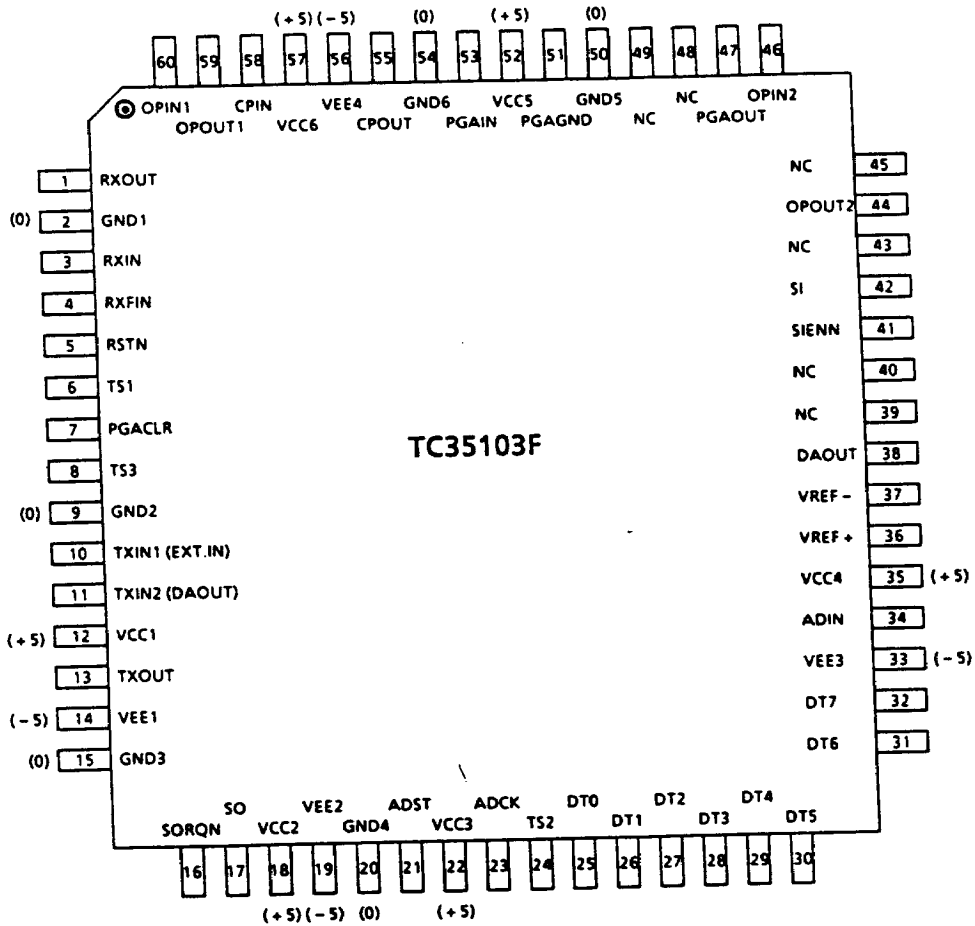 (+5) (-5) (0) (+5) (0)
60 59 58 57 56 55 54 53 52 51 50 49 48 47 46
OPIN1 CPIN VEE4 GND6 VCC5 GND5 NC OPIN2
OPOUT1 VCC6 CPOUT PGAIN PGAGND NC PGAOUT
1 RXOUT
(0) 2 GND1
3 RXIN
4 RXFIN
5 RSTN
6 TS1
7 PGACLR
8 TS3
(0) 9 GND2
10 TXIN1 (EXT.IN)
11 TXIN2 (DAOUT)
(+5) 12 VCC1
13 TXOUT
(-5) 14 VEE1
(0) 15 GND3
TC35103F
NC 45
OPOUT2 44
NC 43
SI 42
SIENN 41
NC 40
NC 39
DAOUT 38
VREF - 37
VREF + 36
VCC4 35 (+5)
ADIN 34
VEE3 33 (-5)
DT7 32
DT6 31
SO VEE2 ADST ADCK DT0 DT2 DT4
SORQN VCC2 GND4 VCC3 TS2 DT1 DT3 DT5
16 17 18 19 20 21 22 23 24 25 26 27 28 29 30
(+5) (-5) (0) (+5)